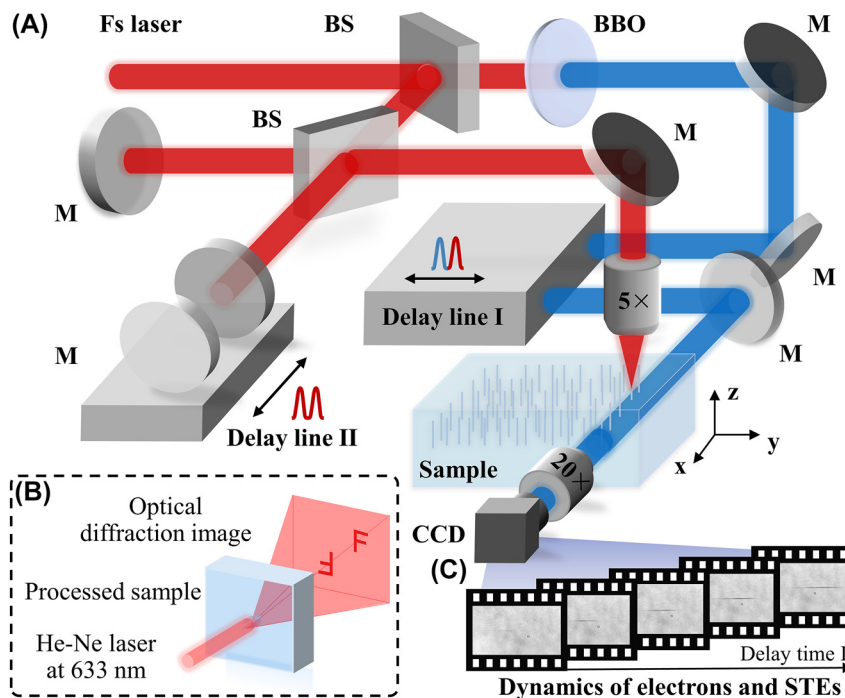 (A)
Fs laser
BS
BBO
M
BS
M
M
5×
M
Delay line I
M
M
Delay line II
z
y
x
Sample
20×
CCD
(B)
Optical
diffraction image
F
F
Processed sample
He-Ne laser
at 633 nm
(C)
Delay time I
Dynamics of electrons and STEs